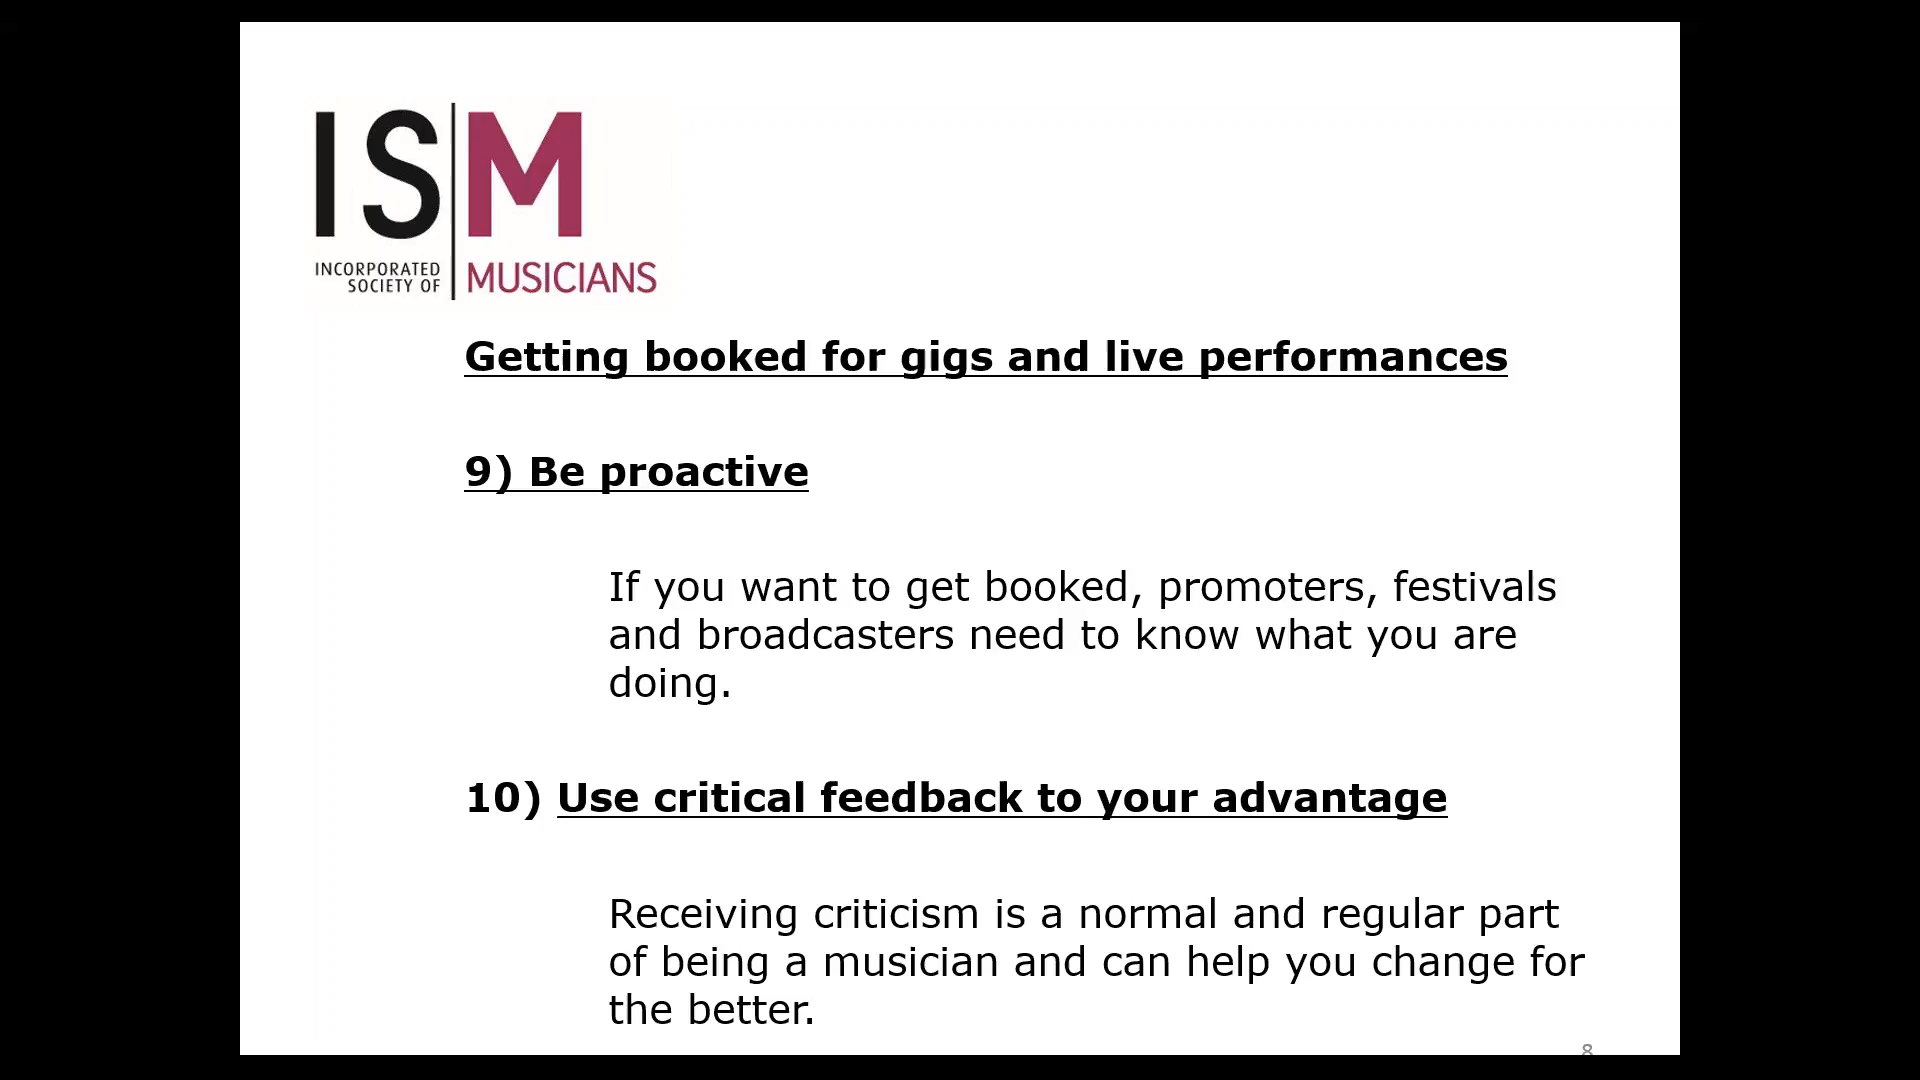 ISM
INCORPORATED
SOCIETY OF
MUSICIANS
Getting booked for gigs and live performances
9) Be proactive
If you want to get booked, promoters, festivals
and broadcasters need to know what you are
doing.
10) Use critical feedback to your advantage
Receiving criticism is a normal and regular part
of being a musician and can help you change for
the better.
8